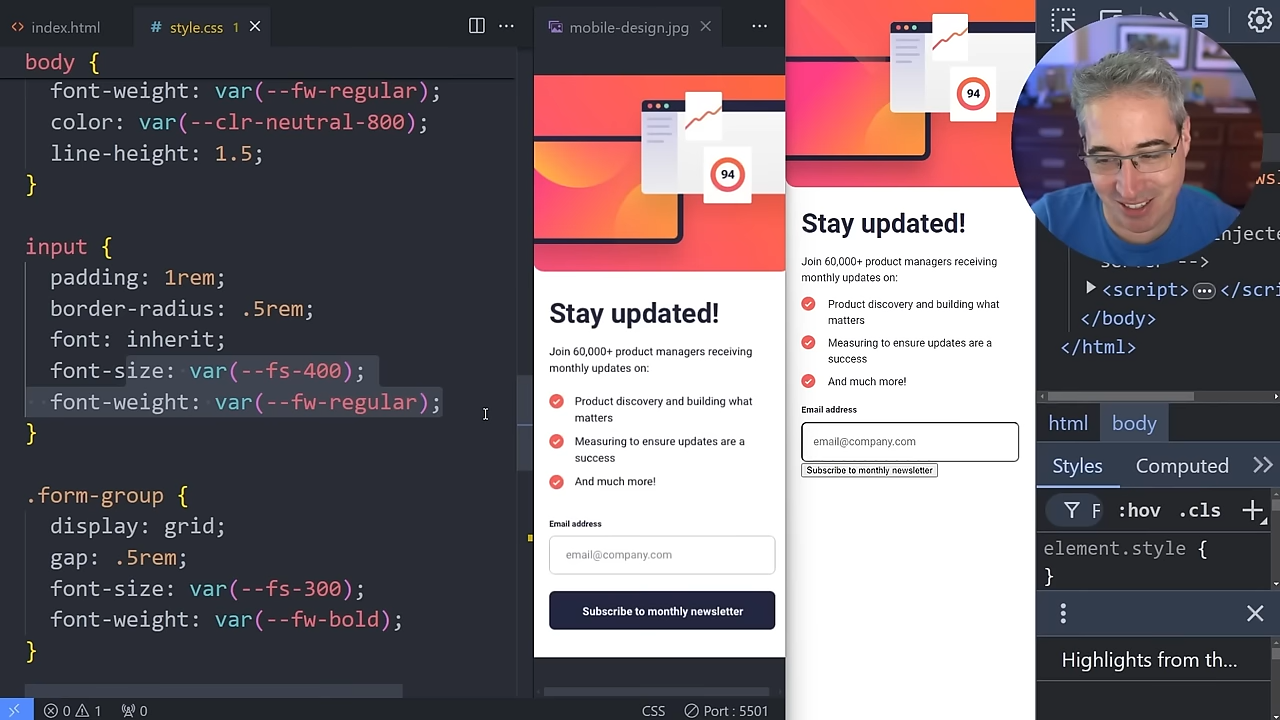 index.html
# style.css 1
mobile-design.jpg
body {
font-weight: var(--fw-regular);
color: var(--clr-neutral-800);
line-height: 1.5;
}
input {
padding: 1rem;
border-radius: .5rem;
font: inherit;
font-size: var(--fs-400);
font-weight: var(--fw-regular);
}
.form-group {
display: grid;
gap: .5rem;
font-size: var(--fs-300);
font-weight: var(--fw-bold);
}
0 1
0
CSS
Port : 5501
94
Stay updated!
Join 60,000+ product managers receiving
monthly updates on:
Product discovery and building what
matters
Measuring to ensure updates are a
success
And much more!
Email address
email@company.com
Subscribe to monthly newsletter
94
Stay updated!
Join 60,000+ product managers receiving
monthly updates on:
Product discovery and building what
matters
Measuring to ensure updates are a
success
And much more!
Email address
email@company.com
Subscribe to monthly newsletter
server -->
<script>
</body>
</html>
html body
Styles Computed
F :hov .cls
element.style {
}
Highlights from th...